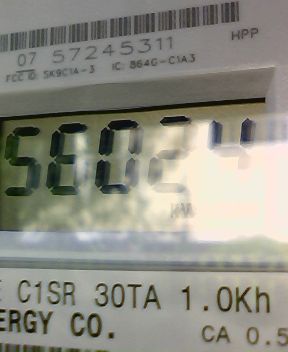 07 57245311
HPP
FCC ID: SK9C1A-3 IC: 864G-C1A3
56024
C1SR 30TA 1.0Kh
ERGY CO.
CA 0.5